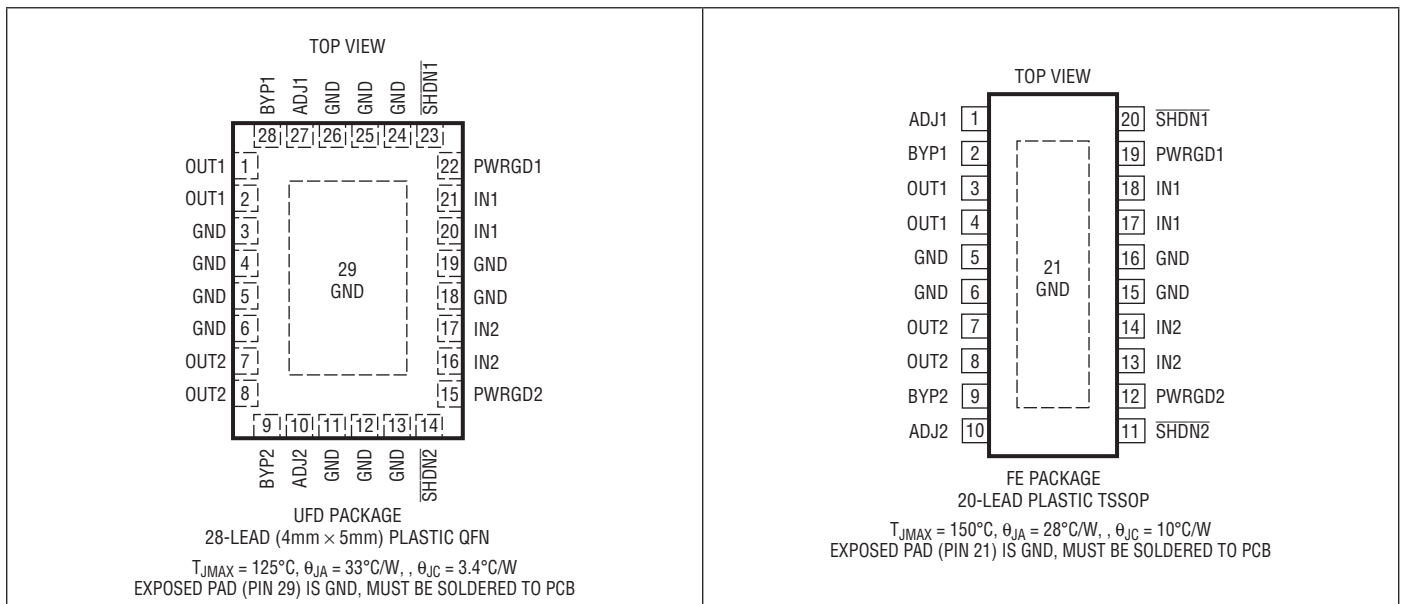 TOP VIEW
BYP1
ADJ1
GND
GND
GND
SHDN1
28 27 26 25 24 23
OUT1 1
OUT1 2
GND 3
GND 4
GND 5
GND 6
OUT2 7
OUT2 8
29
GND
22 PWRGD1
21 IN1
20 IN1
19 GND
18 GND
17 IN2
16 IN2
15 PWRGD2
9 10 11 12 13 14
BYP2
ADJ2
GND
GND
GND
SHDN2
UFD PACKAGE
28-LEAD (4mm × 5mm) PLASTIC QFN
TJMAX = 125°C, θJA = 33°C/W, , θJC = 3.4°C/W
EXPOSED PAD (PIN 29) IS GND, MUST BE SOLDERED TO PCB
TOP VIEW
ADJ1 1
BYP1 2
OUT1 3
OUT1 4
GND 5
GND 6
OUT2 7
OUT2 8
BYP2 9
ADJ2 10
21
GND
20 SHDN1
19 PWRGD1
18 IN1
17 IN1
16 GND
15 GND
14 IN2
13 IN2
12 PWRGD2
11 SHDN2
FE PACKAGE
20-LEAD PLASTIC TSSOP
TJMAX = 150°C, θJA = 28°C/W, , θJC = 10°C/W
EXPOSED PAD (PIN 21) IS GND, MUST BE SOLDERED TO PCB